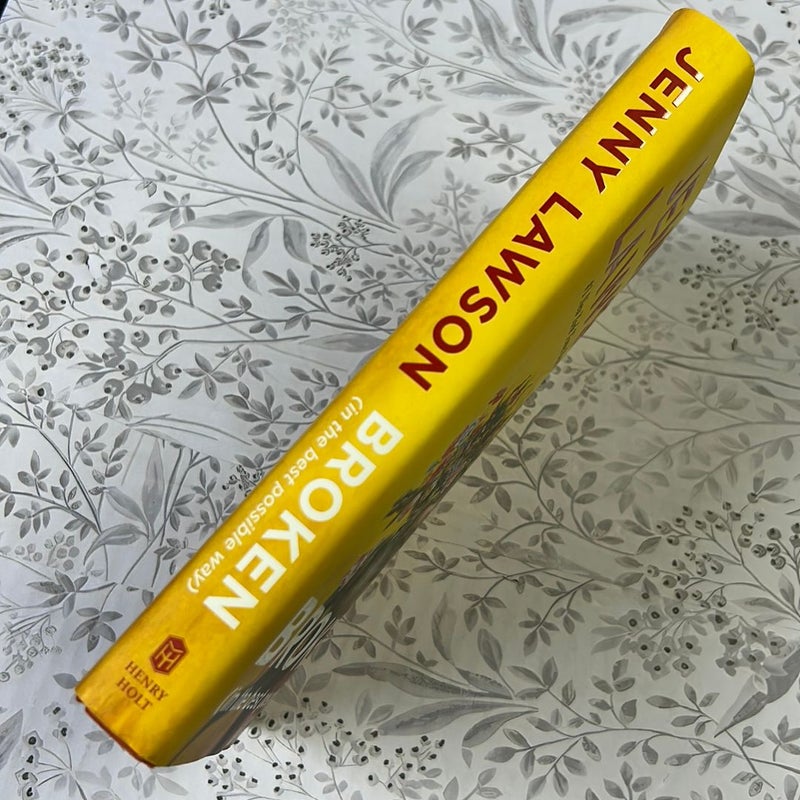 JENNY LAWSON
BROKEN
(in the best possible way)
HENRY
HOLT